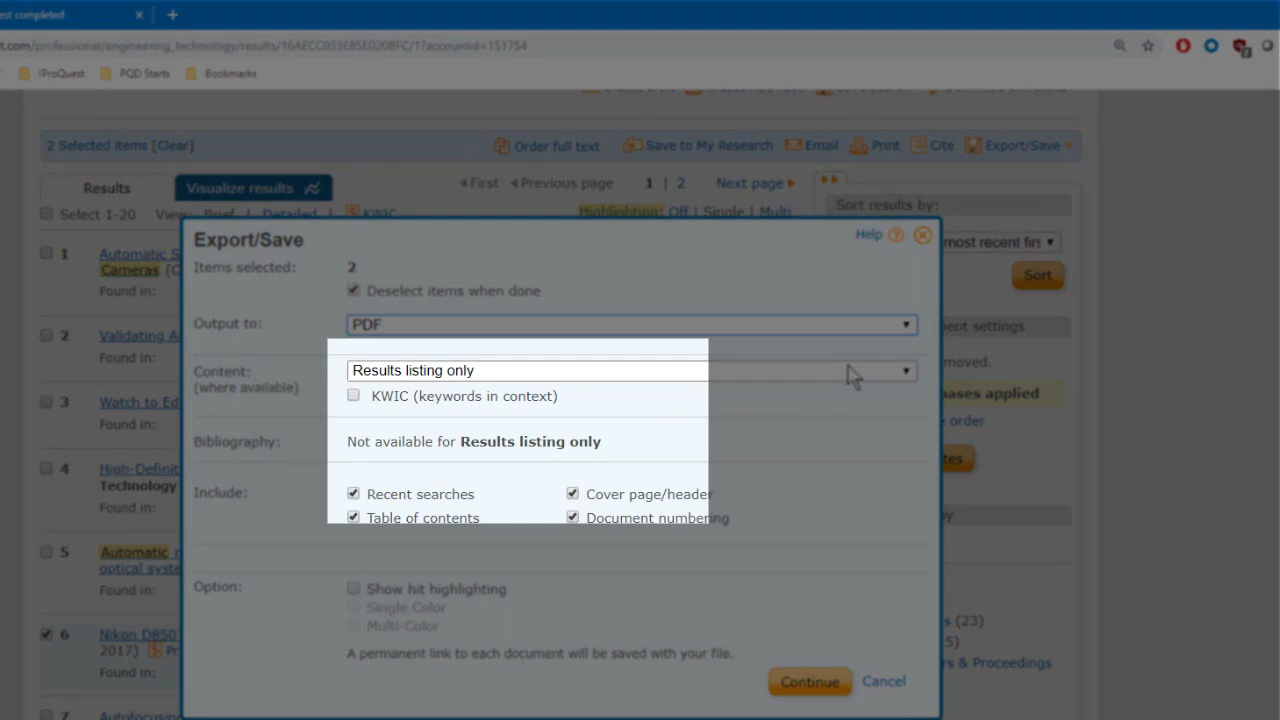 est completed
t.com/professional/engineering_technology/results/16AECC033E85E020BFC/1?accountid=151754
!ProQuest PQD Starts Bookmarks
2 Selected items [Clear] Order full text Save to My Research Email Print Cite Export/Save
Results Visualize results First Previous page 1 | 2 Next page
Sort results by:
Select 1-20 View: Brief | Detailed | KWIC Highlighting: Off | Single | Multi
most recent firs
Sort
1 Automatic S
Cameras (C
Found in:
2 Validating A
Found in:
3 Watch to Ed
Found in:
4 High-Definit
Technology
Found in:
5 Automatic r
optical syste
Found in:
6 Nikon D850
2017) Pr
Found in:
7 Autofocusing
Export/Save Help ?
Items selected: 2
Deselect items when done
Output to: PDF
Content: Results listing only
(where available) KWIC (keywords in context)
Bibliography: Not available for Results listing only
Include: Recent searches Cover page/header
Table of contents Document numbering
Option: Show hit highlighting
Single Color
Multi-Color
A permanent link to each document will be saved with your file.
Continue Cancel
ment settings
moved.
bases applied
e order
tes
by
s (23)
5)
rs & Proceedings